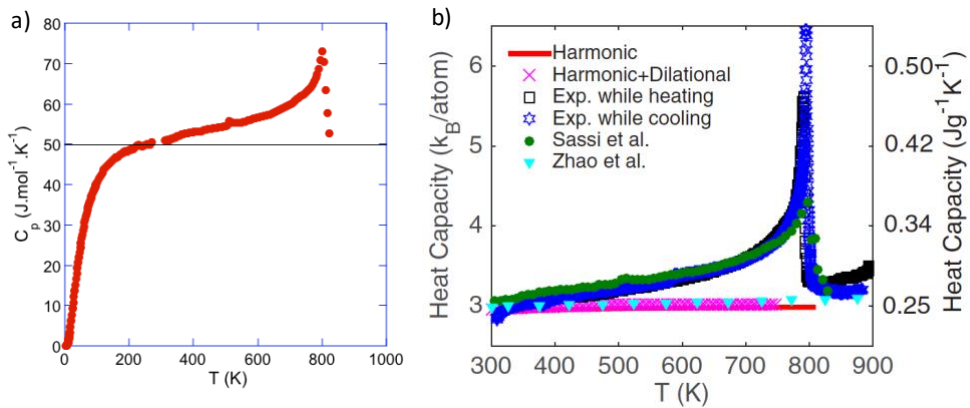 a)
80
70
60
50
40
30
20
10
0
C_p (J.mol⁻¹.K⁻¹)
0 200 400 600 800 1000
T (K)
b)
Heat Capacity (k_B/atom)
6
5
4
3
Harmonic
Harmonic+Dilational
Exp. while heating
Exp. while cooling
Sassi et al.
Zhao et al.
0.50
0.42
0.34
0.25
Heat Capacity (Jg⁻¹K⁻¹)
300 400 500 600 700 800 900
T (K)